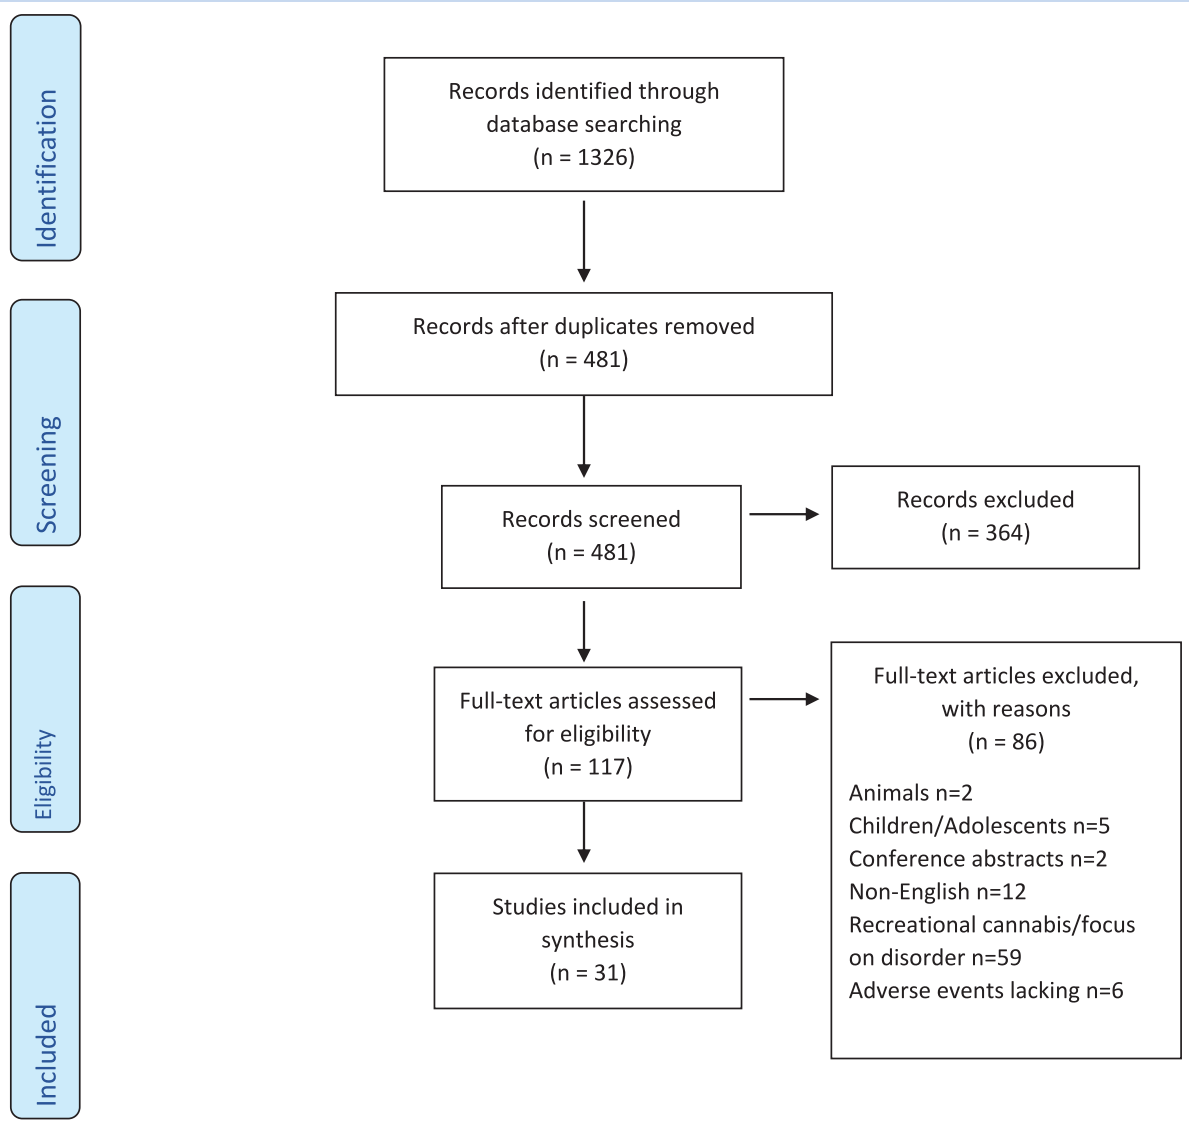 Identification
Records identified through
database searching
(n = 1326)
Records after duplicates removed
(n = 481)
Screening
Records screened
(n = 481)
Records excluded
(n = 364)
Eligibility
Full-text articles assessed
for eligibility
(n = 117)
Full-text articles excluded,
with reasons
(n = 86)
Animals n=2
Children/Adolescents n=5
Conference abstracts n=2
Non-English n=12
Recreational cannabis/focus
on disorder n=59
Adverse events lacking n=6
Included
Studies included in
synthesis
(n = 31)